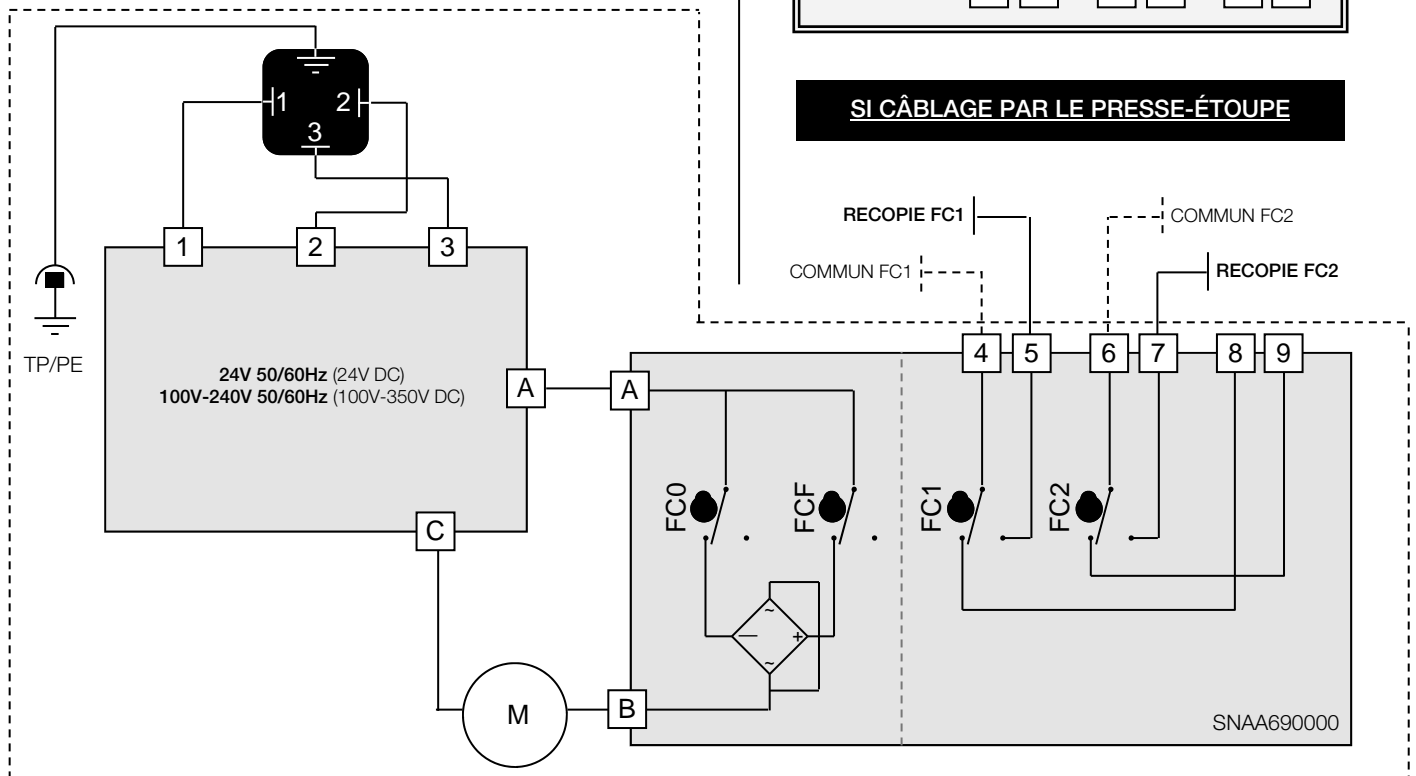 SI CÂBLAGE PAR LE PRESSE-ÉTOUPE
1 2
3
RECOPIE FC1
COMMUN FC2
COMMUN FC1
RECOPIE FC2
1 2 3
TP/PE
24V 50/60Hz (24V DC)
100V-240V 50/60Hz (100V-350V DC)
A
A
4 5 6 7 8 9
FC0
FCF
FC1
FC2
C
~
— +
~
M
B
SNAA690000